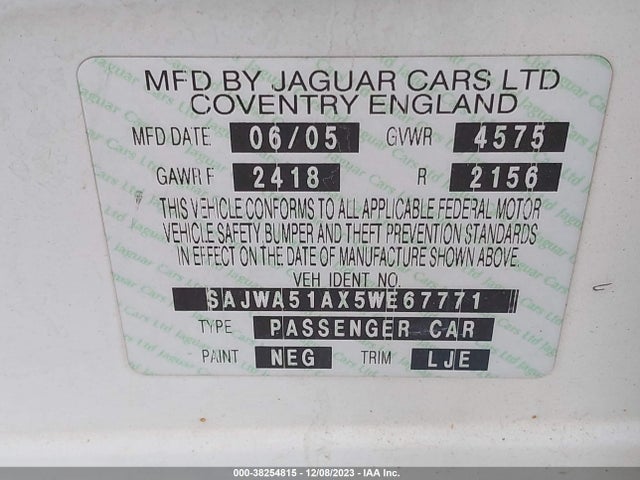 MFD BY JAGUAR CARS LTD
COVENTRY ENGLAND
MFD DATE 06/05 GVWR 4575
GAWR F 2418 R 2156
THIS VEHICLE CONFORMS TO ALL APPLICABLE FEDERAL MOTOR
VEHICLE SAFETY BUMPER AND THEFT PREVENTION STANDARDS
IN EFFECT ON THE DATE OF MANUFACTURE SHOWN ABOVE.
VEH IDENT NO.
SAJWA51AX5WE67771
TYPE PASSENGER CAR
PAINT NEG TRIM LJE
000-38254815 - 12/08/2023 - IAA Inc.